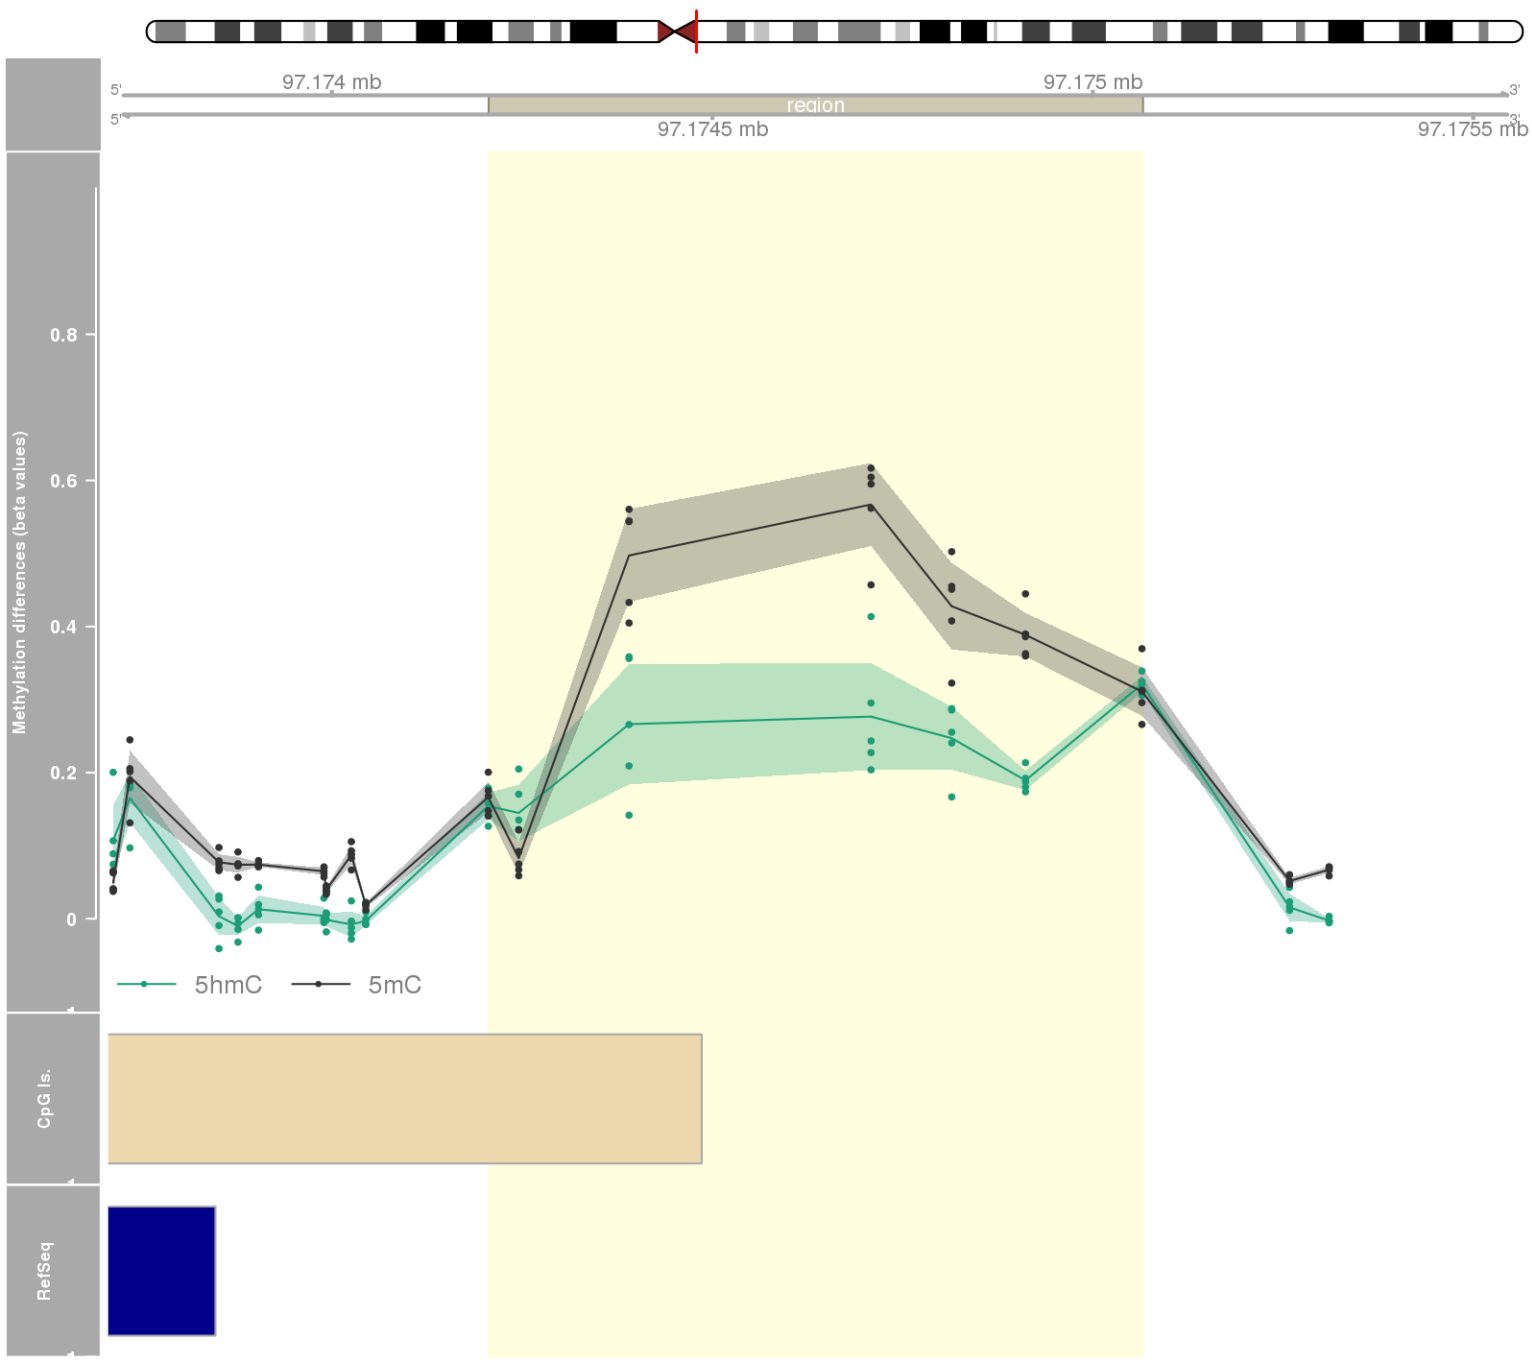 97.174 mb
97.175 mb
5'
3'
region
5'
3'
97.1745 mb
97.1755 mb
Methylation differences (beta values)
0.8
0.6
0.4
0.2
0
5hmC
5mC
CpG Is.
RefSeq